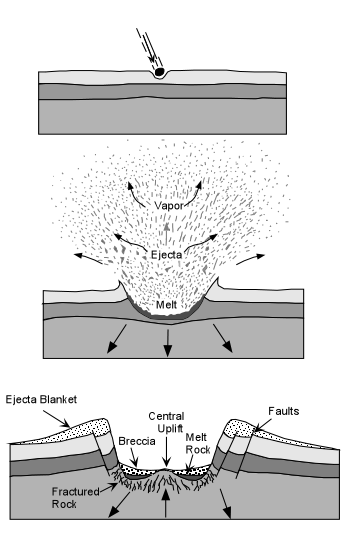 Vapor
Ejecta
Melt
Ejecta Blanket
Central
Uplift
Faults
Breccia
Melt
Rock
Fractured
Rock